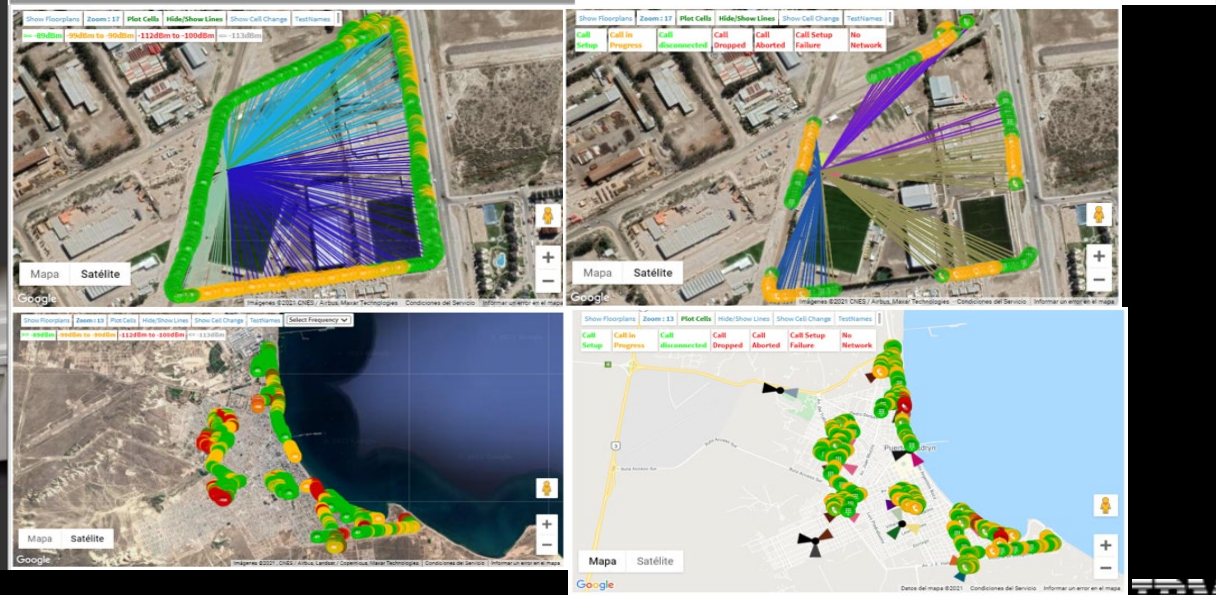 Show Floorplans Zoom : 17 Plot Cells Hide/Show Lines Show Cell Change TestNames
>= -89dBm -99dBm to -90dBm -112dBm to -100dBm <= -113dBm
Mapa Satélite
Google
Imágenes ©2021 CNES / Airbus, Maxar Technologies Condiciones del Servicio Informar un error en el mapa
Show Floorplans Zoom : 17 Plot Cells Hide/Show Lines Show Cell Change TestNames
Call Setup Call in Progress Call disconnected Call Dropped Call Aborted Call Setup Failure No Network
Mapa Satélite
Google
Imágenes ©2021 CNES / Airbus, Maxar Technologies Condiciones del Servicio Informar un error en el mapa
Show Floorplans Zoom : 13 Plot Cells Hide/Show Lines Show Cell Change TestNames Select Frequency
>= -89dBm -99dBm to -90dBm -112dBm to -100dBm <= -113dBm
Mapa Satélite
Google
Imágenes ©2021 , CNES / Airbus, Landsat / Copernicus, Maxar Technologies Condiciones del Servicio Informar un error en el mapa
Show Floorplans Zoom : 13 Plot Cells Hide/Show Lines Show Cell Change TestNames
Call Setup Call in Progress Call disconnected Call Dropped Call Aborted Call Setup Failure No Network
3
Mapa Satélite
Google
Datos del mapa ©2021 Condiciones del Servicio Informar un error en el mapa